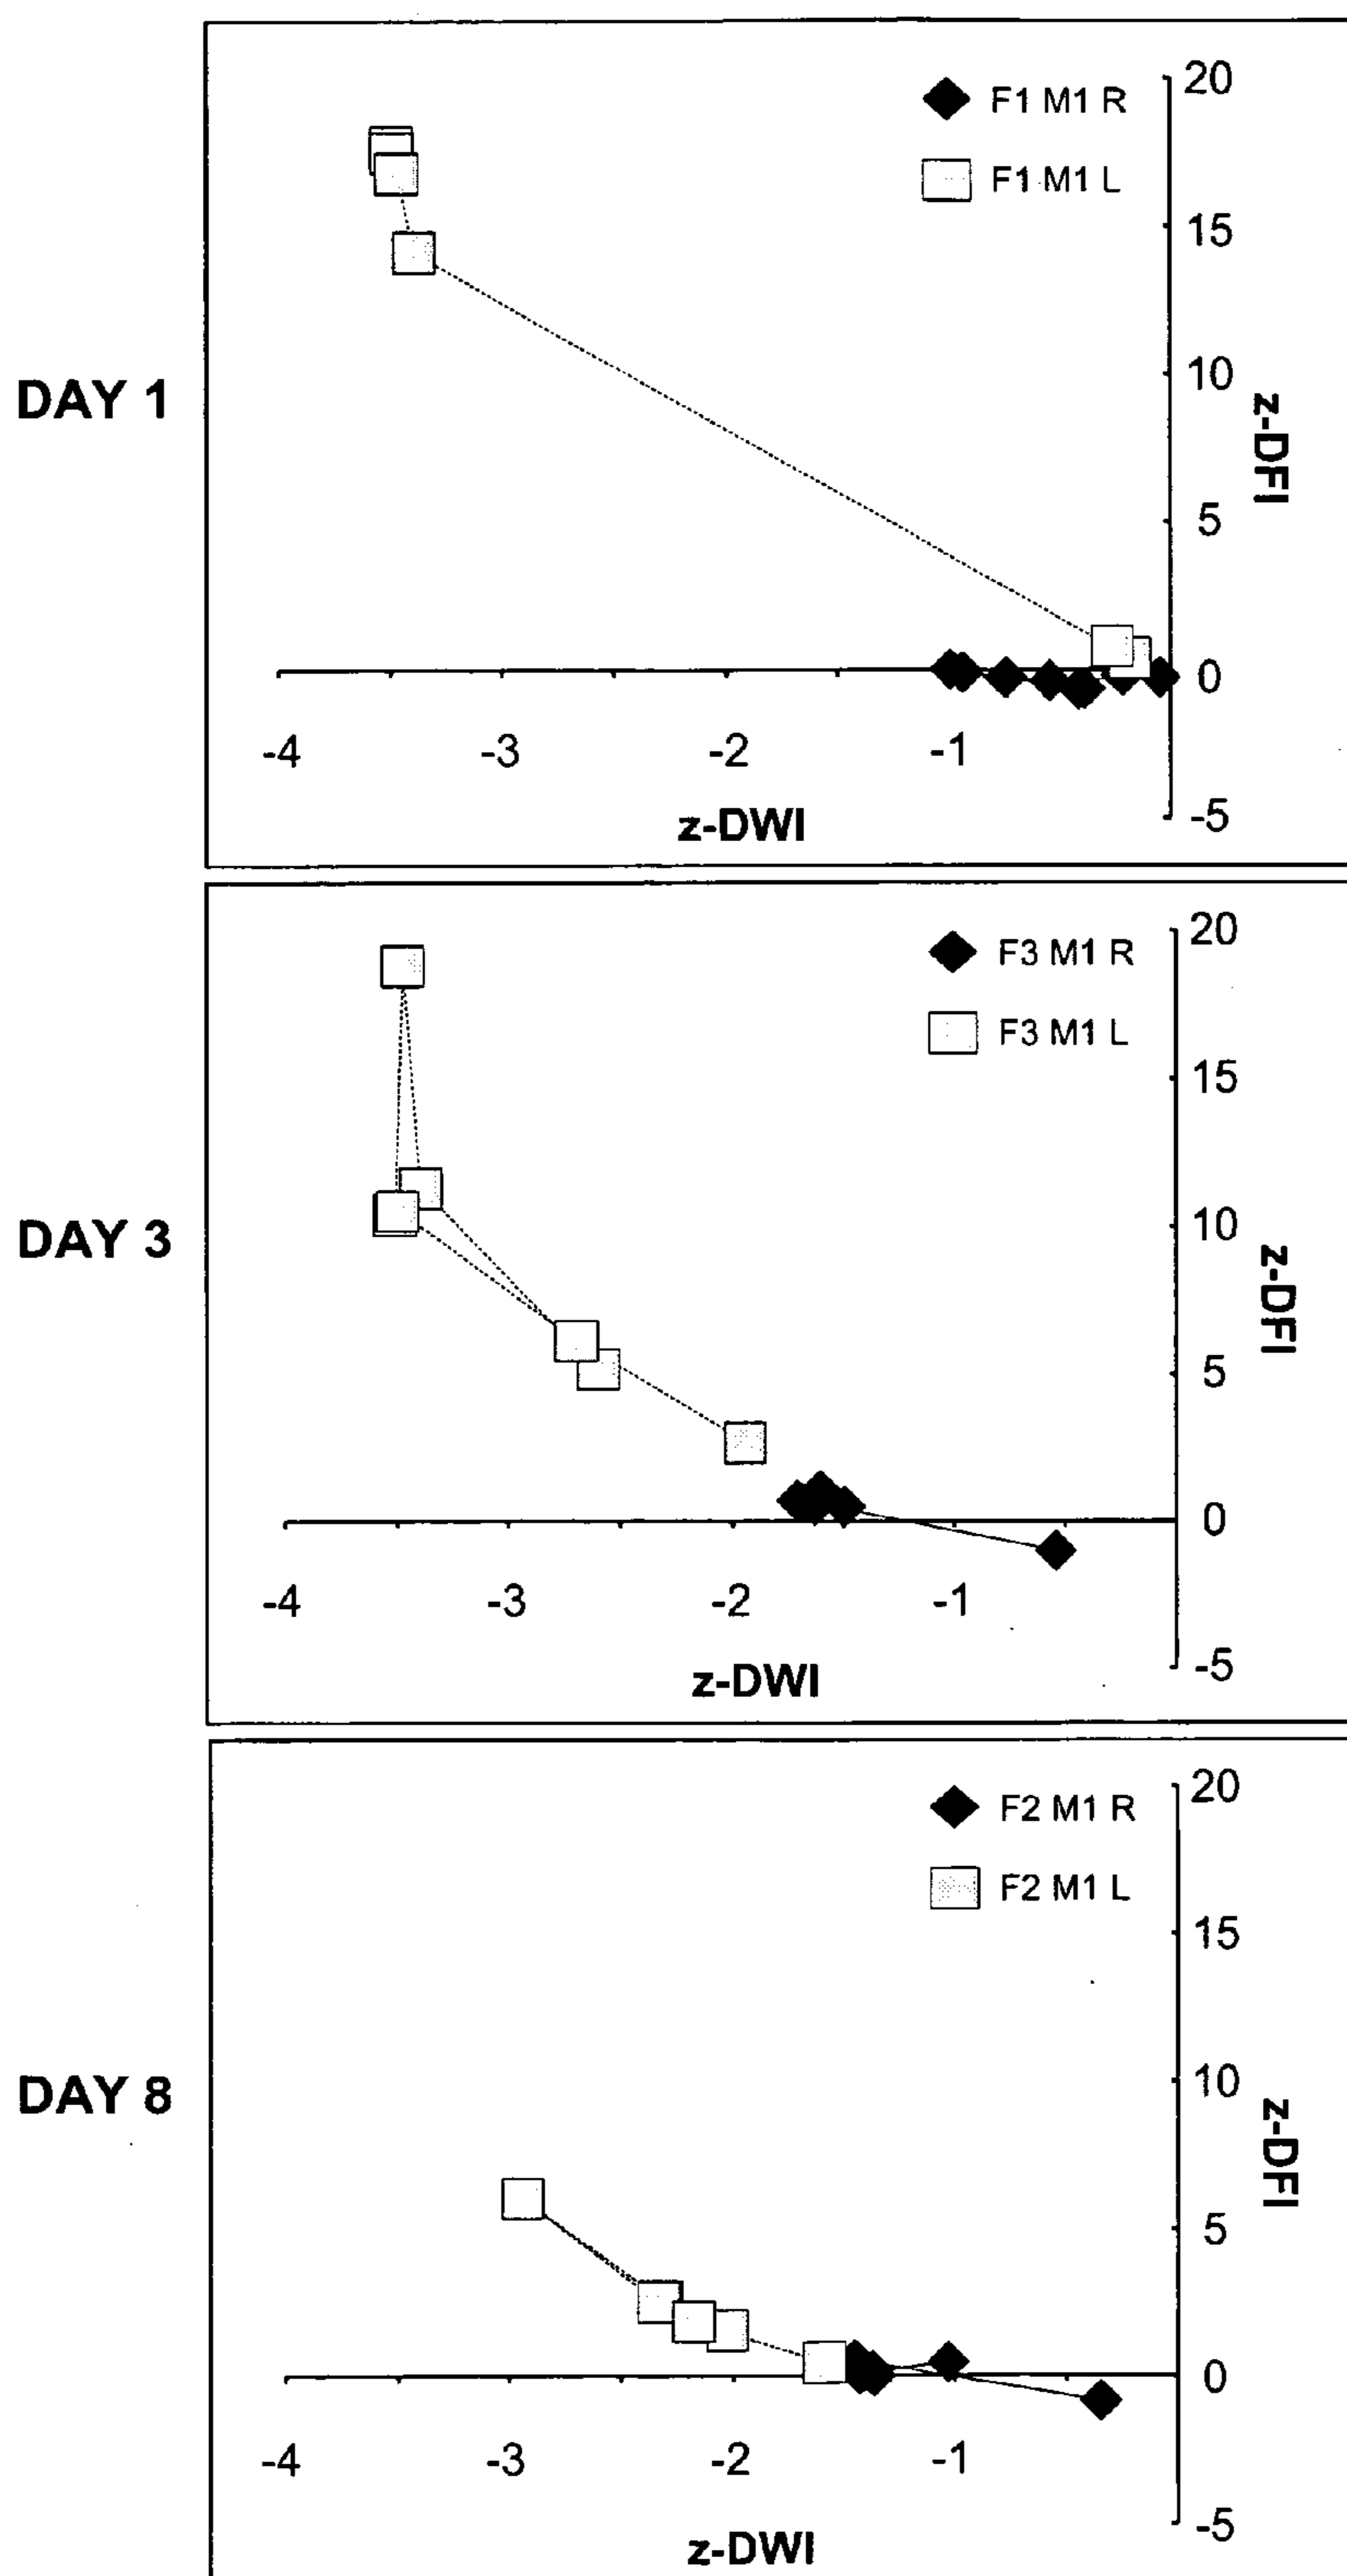 DAY 1
F1 M1 R
F1 M1 L
20
15
10
5
0
-5
z-DFI
-4 -3 -2 -1
z-DWI
DAY 3
F3 M1 R
F3 M1 L
20
15
10
5
0
-5
z-DFI
-4 -3 -2 -1
z-DWI
DAY 8
F2 M1 R
F2 M1 L
20
15
10
5
0
-5
z-DFI
-4 -3 -2 -1
z-DWI